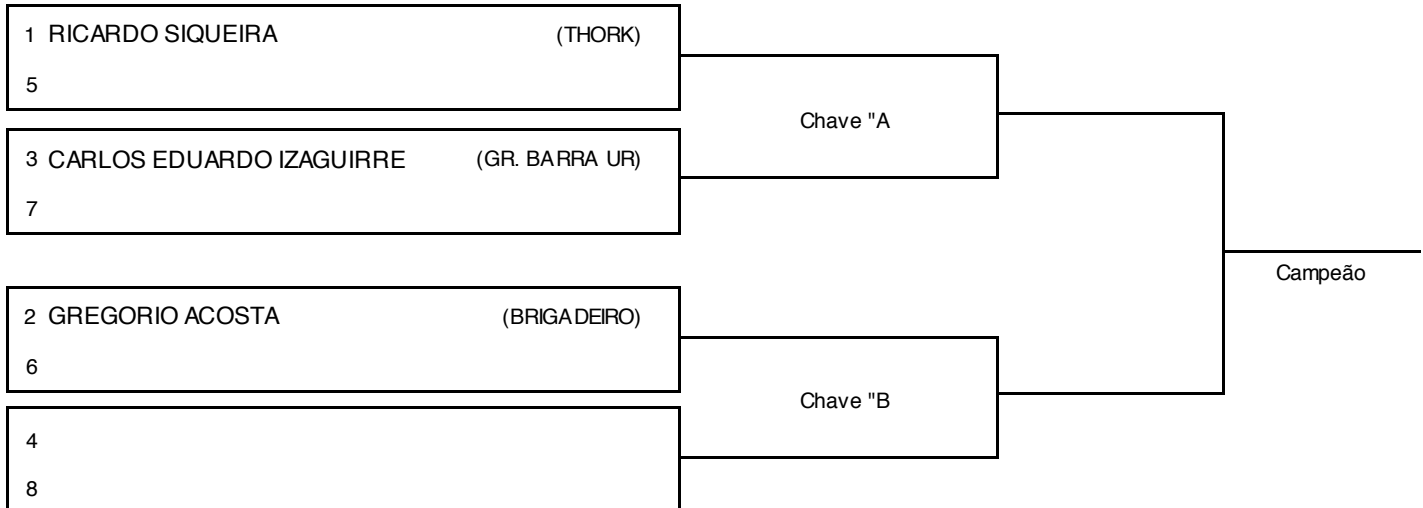 1 RICARDO SIQUEIRA (THORK)
5
Chave "A
3 CARLOS EDUARDO IZAGUIRRE (GR. BARRA UR)
7
Campeão
2 GREGORIO ACOSTA (BRIGADEIRO)
6
Chave "B
4
8